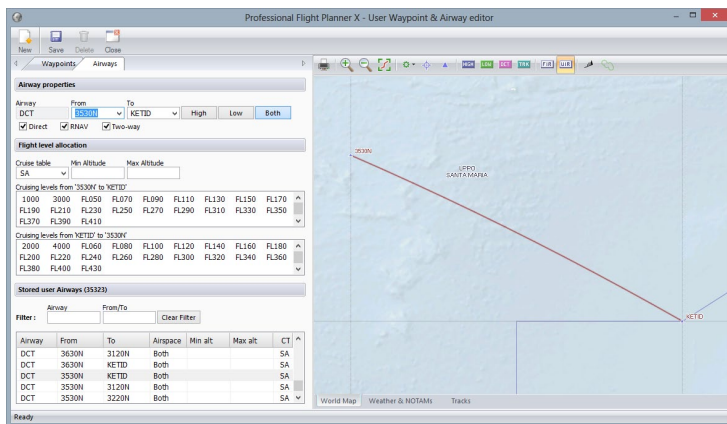 Professional Flight Planner X - User Waypoint & Airway editor
New Save Delete Close
Waypoints Airways
HIGH LOW DCT TRK FIR UIR
Airway properties
Airway From To
DCT 3530N KETID High Low Both
Direct RNAV Two-way
Flight level allocation
Cruise table Min Altitude Max Altitude
SA
Cruising levels from '3530N' to 'KETID'
1000 3000 FL050 FL070 FL090 FL110 FL130 FL150 FL170
FL190 FL210 FL230 FL250 FL270 FL290 FL310 FL330 FL350
FL370 FL390 FL410
Cruising levels from 'KETID' to '3530N'
2000 4000 FL060 FL080 FL100 FL120 FL140 FL160 FL180
FL200 FL220 FL240 FL260 FL280 FL300 FL320 FL340 FL360
FL380 FL400 FL430
Stored user Airways (35323)
Airway From/To
Filter : Clear Filter
Airway From To Airspace Min alt Max alt CT
DCT 3630N 3120N Both SA
DCT 3630N KETID Both SA
DCT 3530N KETID Both SA
DCT 3530N 3120N Both SA
DCT 3530N 3220N Both SA
3530N
LPPO
SANTA MARIA
KETID
World Map Weather & NOTAMs Tracks
Ready